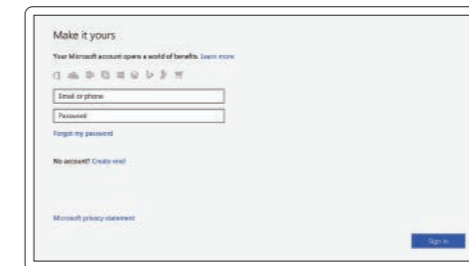 Make it yours
Your Microsoft account opens a world of benefits. Learn more
Email or phone
Password
Forgot my password
No account? Create one!
Microsoft privacy statement
Sign in